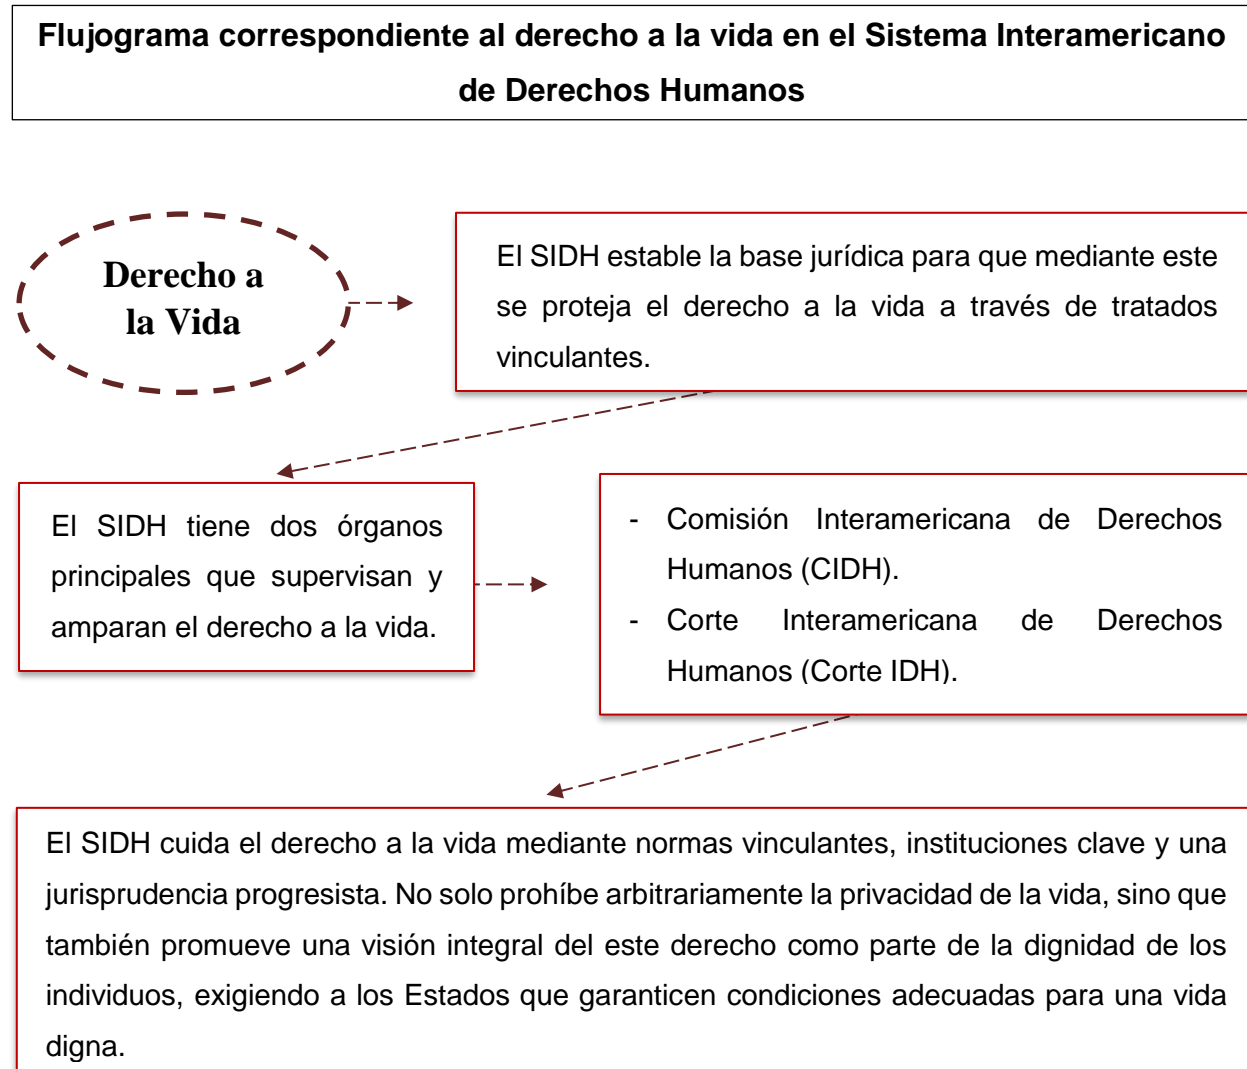 Flujograma correspondiente al derecho a la vida en el Sistema Interamericano
de Derechos Humanos
Derecho a
la Vida
El SIDH estable la base jurídica para que mediante este
se proteja el derecho a la vida a través de tratados
vinculantes.
El SIDH tiene dos órganos
principales que supervisan y
amparan el derecho a la vida.
- Comisión Interamericana de Derechos
Humanos (CIDH).
- Corte Interamericana de Derechos
Humanos (Corte IDH).
El SIDH cuida el derecho a la vida mediante normas vinculantes, instituciones clave y una
jurisprudencia progresista. No solo prohíbe arbitrariamente la privacidad de la vida, sino que
también promueve una visión integral del este derecho como parte de la dignidad de los
individuos, exigiendo a los Estados que garanticen condiciones adecuadas para una vida
digna.